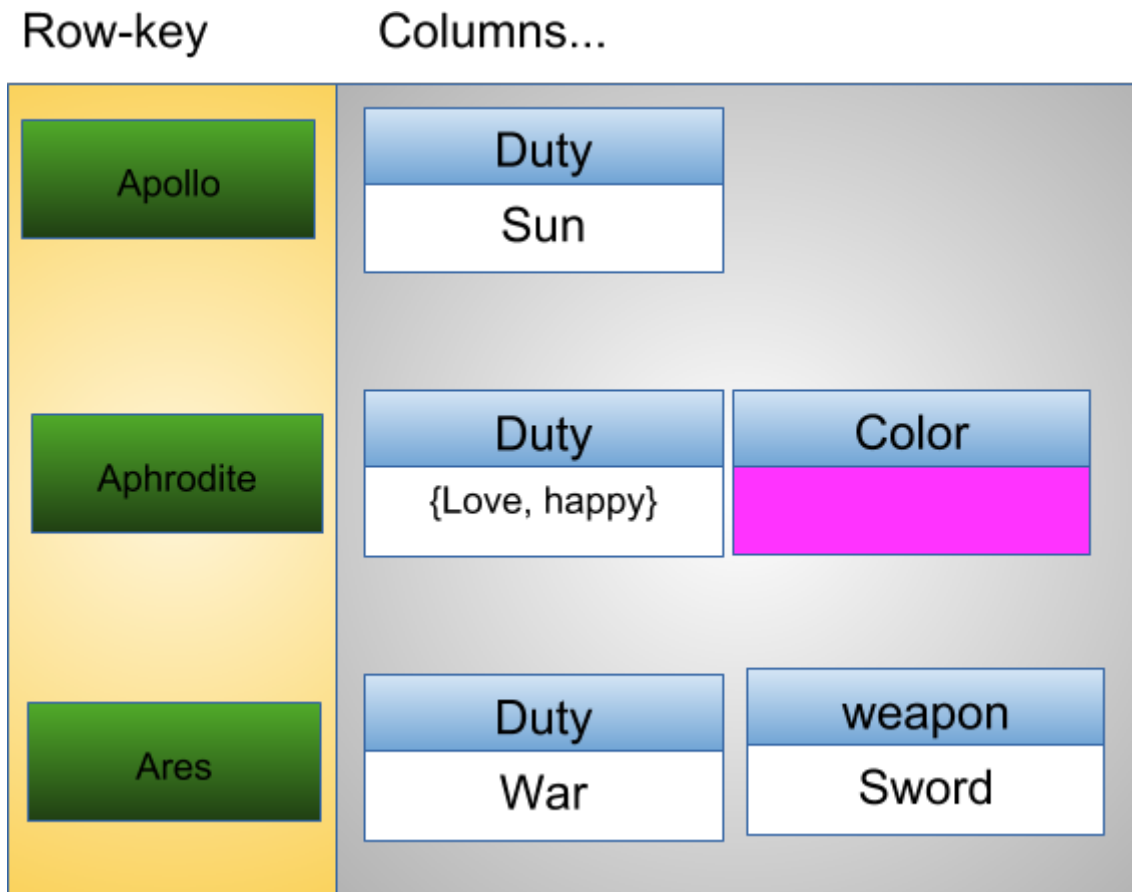 Row-key Columns...
Apollo
Duty
Sun
Aphrodite
Duty
{Love, happy}
Color
Ares
Duty
War
weapon
Sword